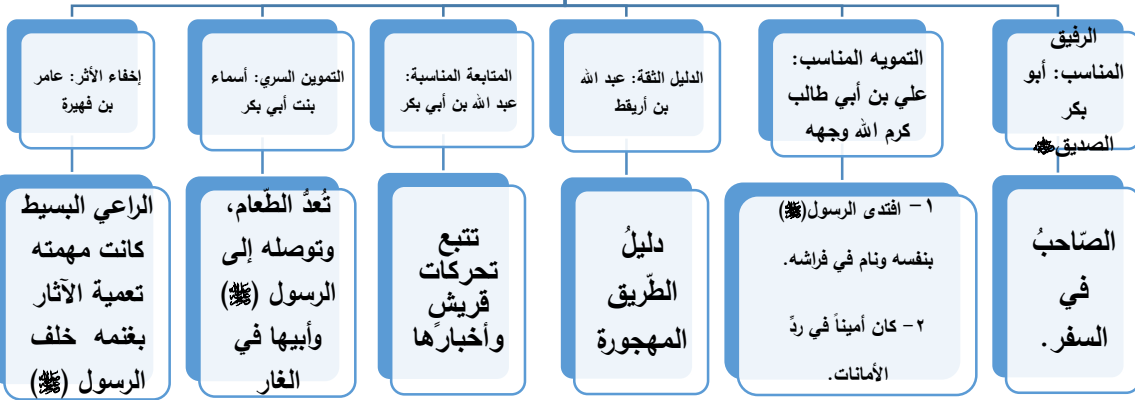 الرفيق
المناسب: أبو
بكر
الصديق﵁
التمويه المناسب:
علي بن أبي طالب
كرم الله وجهه
الدليل الثقة: عبد الله
بن أريقط
المتابعة المناسبة:
عبد الله بن أبي بكر
التموين السري: أسماء
بنت أبي بكر
إخفاء الأثر: عامر
بن فهيرة
الصّاحبُ
في
السفر.
١- افتدى الرسول(ﷺ)
بنفسه ونام في فراشه.
٢- كان أميناً في ردّ
الأمانات.
دليلُ
الطّريق
المهجورة
تتبع
تحركات
قريشٍ
وأخبارًها
تُعدُّ الطّعام،
وتوصله إلى
الرسول (ﷺ)
وأبيها في
الغار
الراعي البسيط
كانت مهمته
تعمية الآثار
بغنمه خلف
الرسول (ﷺ)